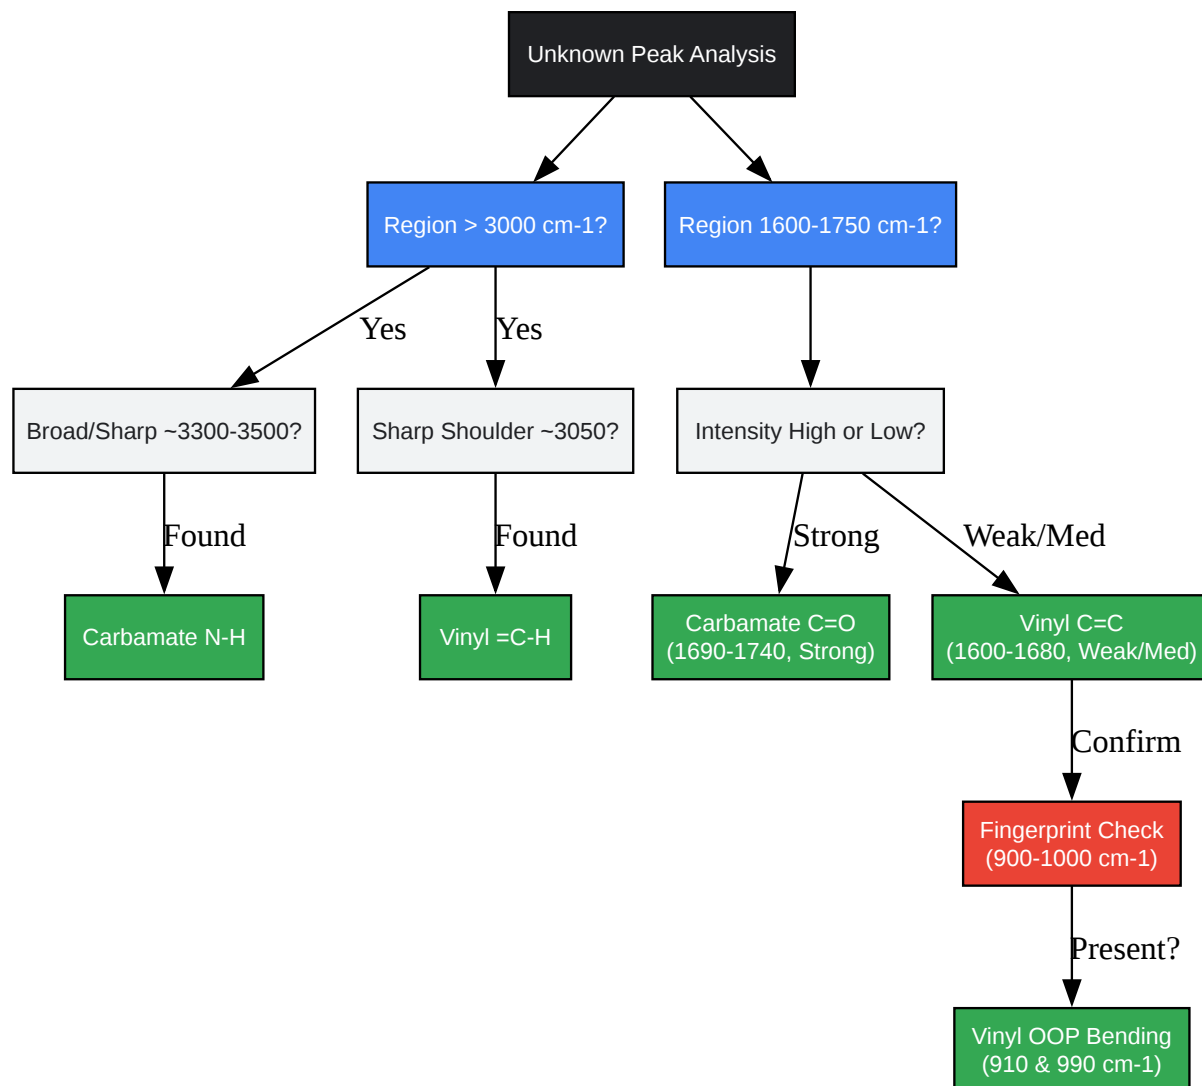 Unknown Peak Analysis
Region > 3000 cm-1?
Region 1600-1750 cm-1?
Yes
Yes
Broad/Sharp ~3300-3500?
Sharp Shoulder ~3050?
Intensity High or Low?
Found
Found
Strong
Weak/Med
Carbamate N-H
Vinyl =C-H
Carbamate C=O
(1690-1740, Strong)
Vinyl C=C
(1600-1680, Weak/Med)
Confirm
Fingerprint Check
(900-1000 cm-1)
Present?
Vinyl OOP Bending
(910 & 990 cm-1)